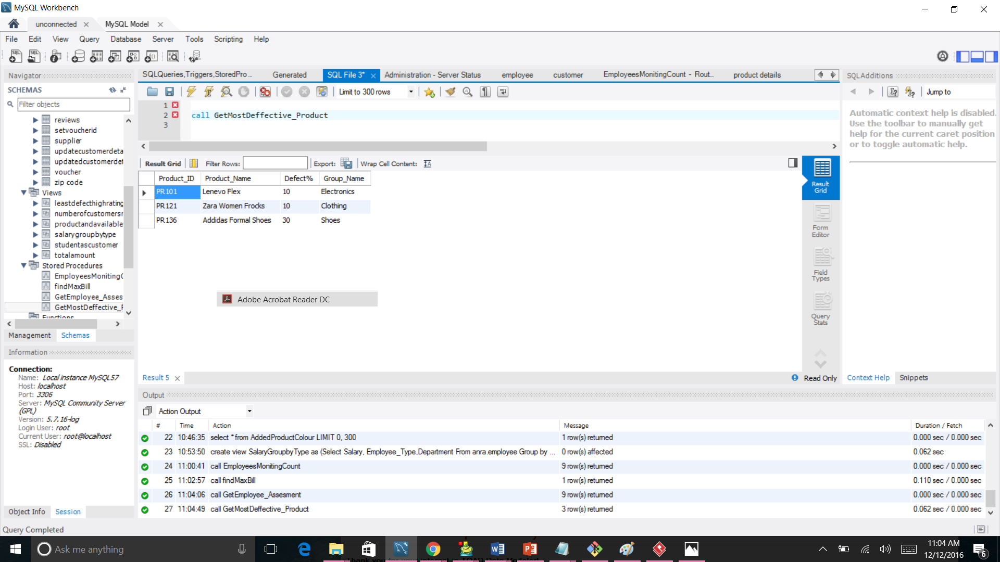 MySQL Workbench
unconnected
MySQL Model
File Edit View Query Database Server Tools Scripting Help
Navigator
SCHEMAS
Filter objects
reviews
setvoucherid
supplier
updatecustomerdeta
updatedcustomerdet
voucher
zip code
Views
leastdefecthighrating
numberofcustomersr
productandavailable
salarygroupbytype
studentascustomer
totalamount
Stored Procedures
EmployeesMonitingC
findMaxBill
GetEmployee_Asses
GetMostDeffective_P
Functions
Management Schemas
Information
Connection:
Name: Local instance MySQL57
Host: localhost
Port: 3306
Server: MySQL Community Server
(GPL)
Version: 5.7.16-log
Login User: root
Current User: root@localhost
SSL: Disabled
Object Info Session
SQLQueries,Triggers,StoredPro... Generated SQL File 3* Administration - Server Status employee customer EmployeesMonitingCount - Rout... product details
Limit to 300 rows
1
2 call GetMostDeffective_Product
3
Result Grid Filter Rows: Export: Wrap Cell Content:
Product_ID Product_Name Defect% Group_Name
PR101 Lenevo Flex 10 Electronics
PR121 Zara Women Frocks 10 Clothing
PR136 Addidas Formal Shoes 30 Shoes
Adobe Acrobat Reader DC
Result
Grid
Form
Editor
Field
Types
Query
Stats
Result 5
Read Only
SQLAdditions
Jump to
Automatic context help is disabled.
Use the toolbar to manually get
help for the current caret position
or to toggle automatic help.
Context Help Snippets
Output
Action Output
# Time Action Message Duration / Fetch
22 10:46:35 select * from AddedProductColour LIMIT 0, 300 1 row(s) returned 0.000 sec / 0.000 sec
23 10:53:50 create view SalaryGroupbyType as (Select Salary, Employee_Type,Department From anra.employee Group by ... 0 row(s) affected 0.062 sec
24 11:00:41 call EmployeesMonitingCount 9 row(s) returned 0.000 sec / 0.000 sec
25 11:02:57 call findMaxBill 1 row(s) returned 0.110 sec / 0.000 sec
26 11:04:06 call GetEmployee_Assesment 9 row(s) returned 0.000 sec / 0.000 sec
27 11:04:49 call GetMostDeffective_Product 3 row(s) returned 0.062 sec / 0.000 sec
Query Completed
Ask me anything
11:04 AM
12/12/2016
6